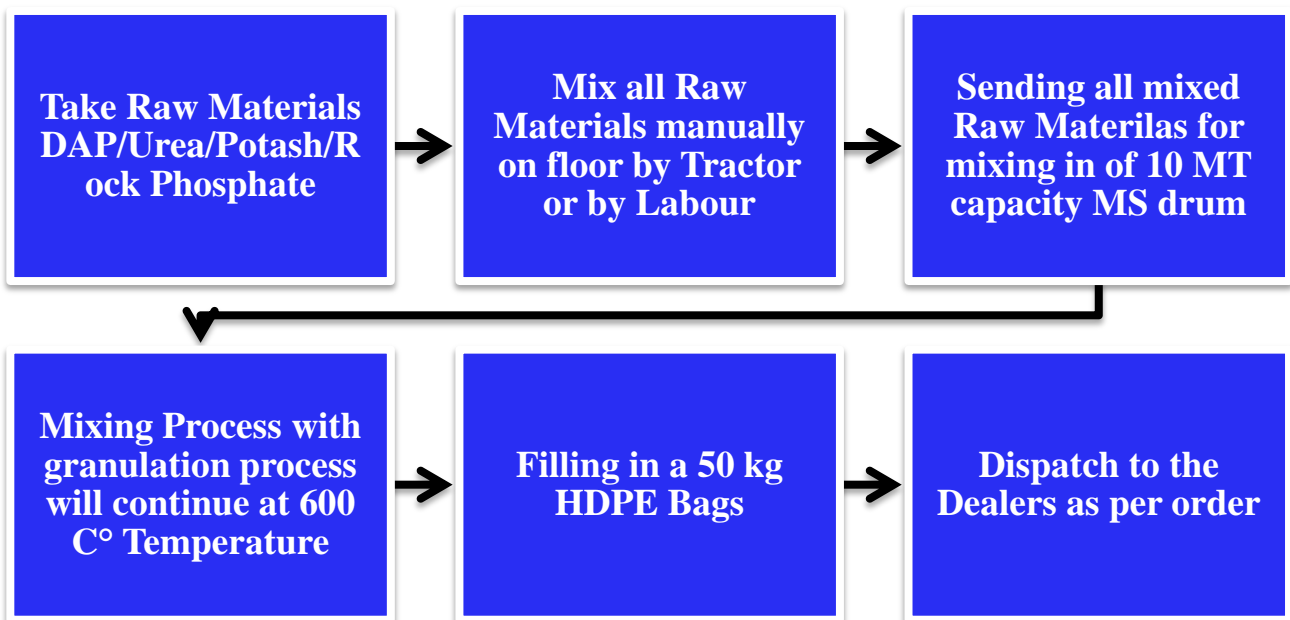 Take Raw Materials
DAP/Urea/Potash/R
ock Phosphate
Mix all Raw
Materials manually
on floor by Tractor
or by Labour
Sending all mixed
Raw Materilas for
mixing in of 10 MT
capacity MS drum
Mixing Process with
granulation process
will continue at 600
C° Temperature
Filling in a 50 kg
HDPE Bags
Dispatch to the
Dealers as per order